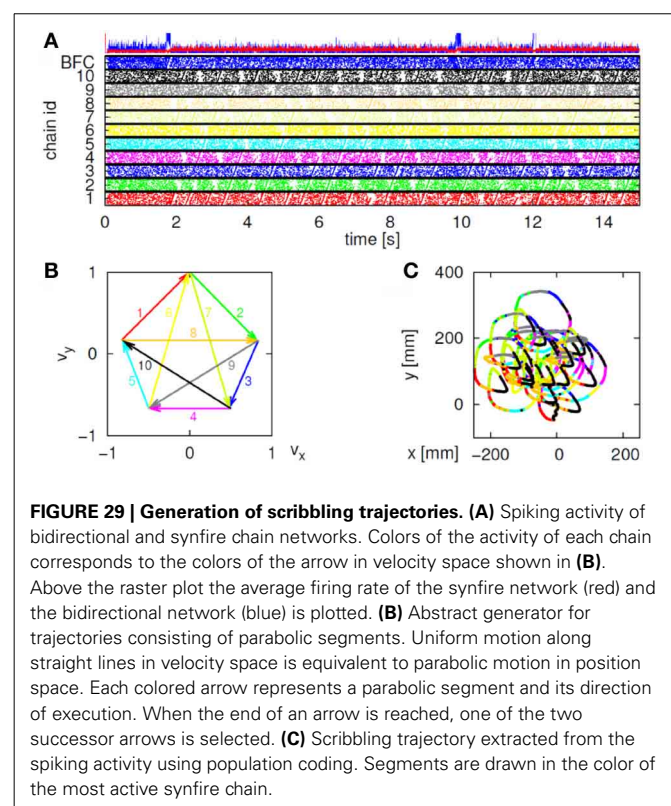 A
BFC
10
9
8
7
6
5
4
3
2
1
chain id
0 2 4 6 8 10 12 14
time [s]
B
1
0
−1
v_y
1
6
7
2
8
10
9
5
3
4
−1 0 1 v_x
C
400
200
0
y [mm]
x [mm] −200 0 200
FIGURE 29 | Generation of scribbling trajectories. (A) Spiking activity of
bidirectional and synfire chain networks. Colors of the activity of each chain
corresponds to the colors of the arrow in velocity space shown in (B).
Above the raster plot the average firing rate of the synfire network (red) and
the bidirectional network (blue) is plotted. (B) Abstract generator for
trajectories consisting of parabolic segments. Uniform motion along
straight lines in velocity space is equivalent to parabolic motion in position
space. Each colored arrow represents a parabolic segment and its direction
of execution. When the end of an arrow is reached, one of the two
successor arrows is selected. (C) Scribbling trajectory extracted from the
spiking activity using population coding. Segments are drawn in the color of
the most active synfire chain.